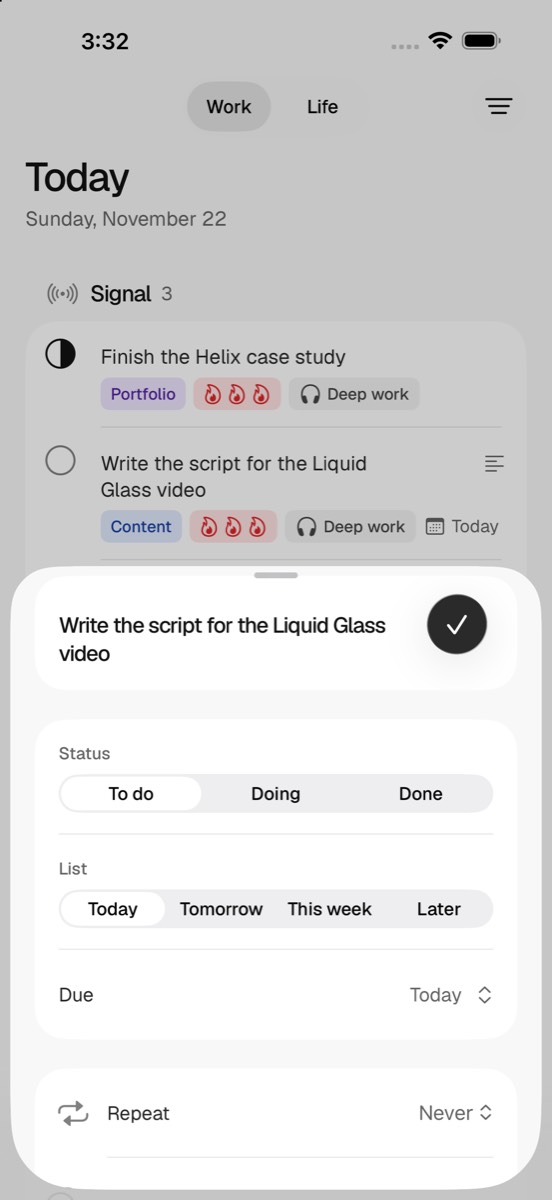 3:32
Work Life
Today
Sunday, November 22
Signal 3
Finish the Helix case study
Portfolio Deep work
Write the script for the Liquid
Glass video
Content Deep work Today
Write the script for the Liquid Glass
video
Status
To do Doing Done
List
Today Tomorrow This week Later
Due Today
Repeat Never